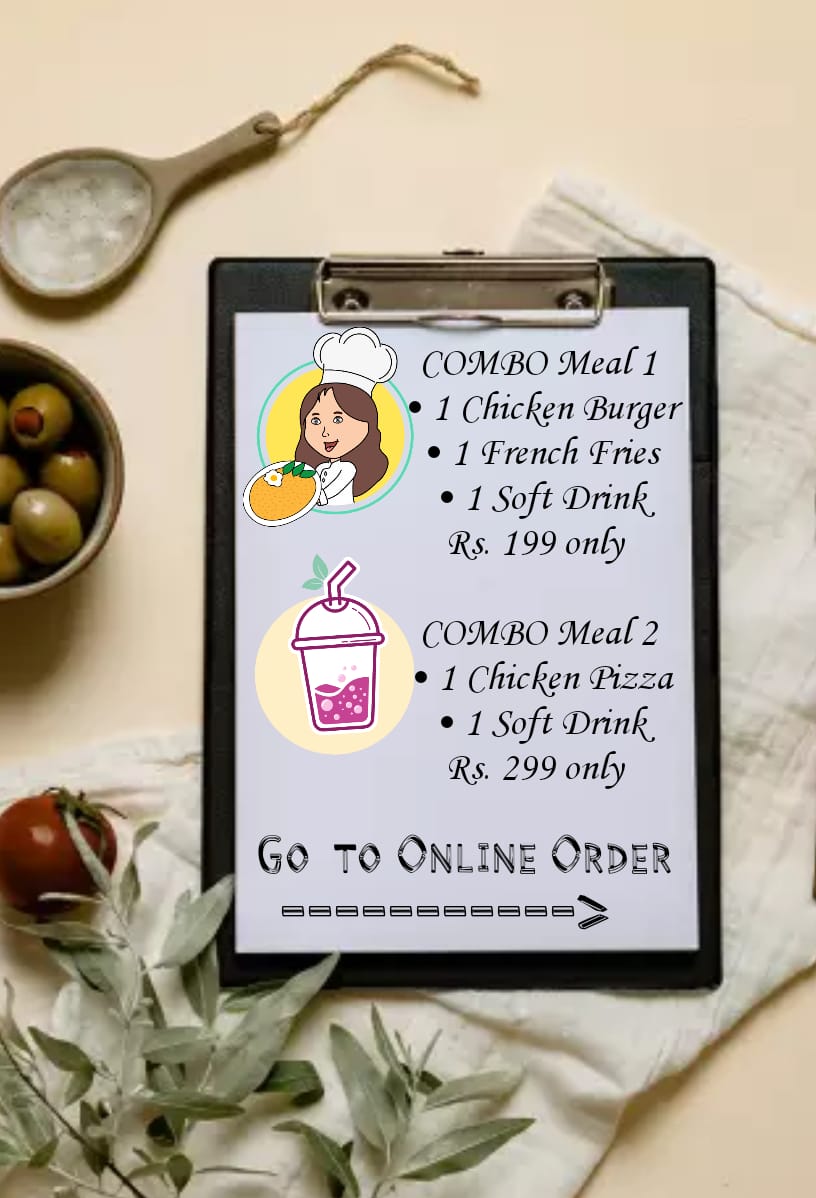 COMBO Meal 1
• 1 Chicken Burger
• 1 French Fries
• 1 Soft Drink
Rs. 199 only
COMBO Meal 2
• 1 Chicken Pizza
• 1 Soft Drink
Rs. 299 only
GO TO ONLINE ORDER